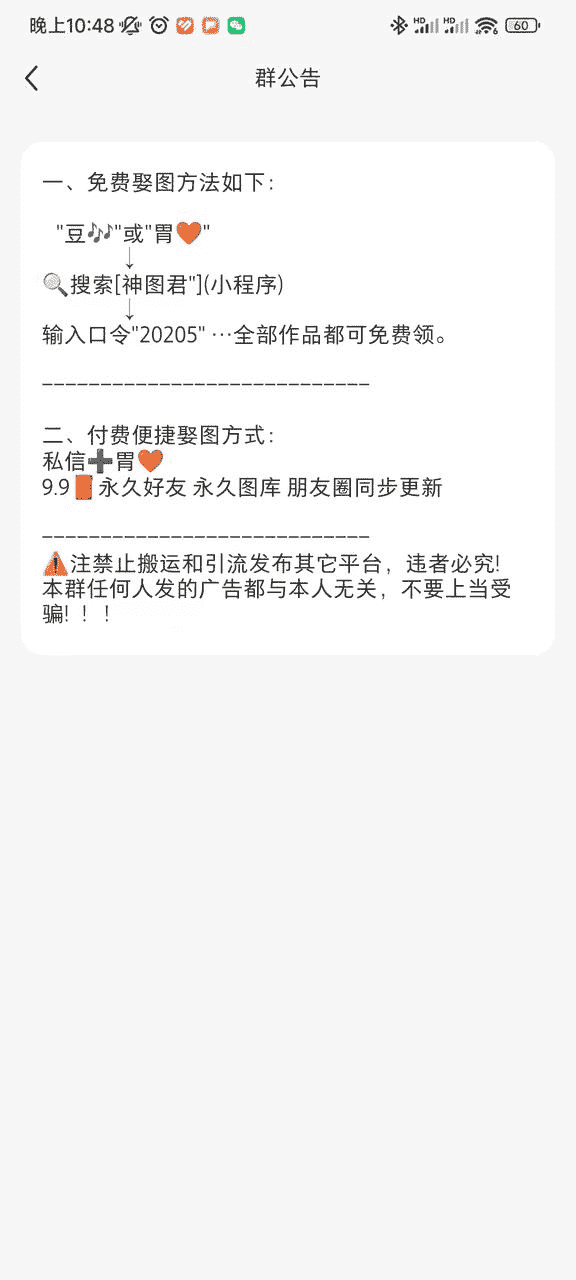 晚上10:48
HD HD 6 60
群公告
一、免费娶图方法如下：
"豆🎶"或"胃🧡"
↓
🔍搜索[神图君"](小程序)
↓
输入口令"20205" …全部作品都可免费领。
____________________________
二、付费便捷娶图方式：
私信➕胃🧡
9.9🧧永久好友 永久图库 朋友圈同步更新
____________________________
⚠️注禁止搬运和引流发布其它平台，违者必究!
本群任何人发的广告都与本人无关，不要上当受
骗! ！！